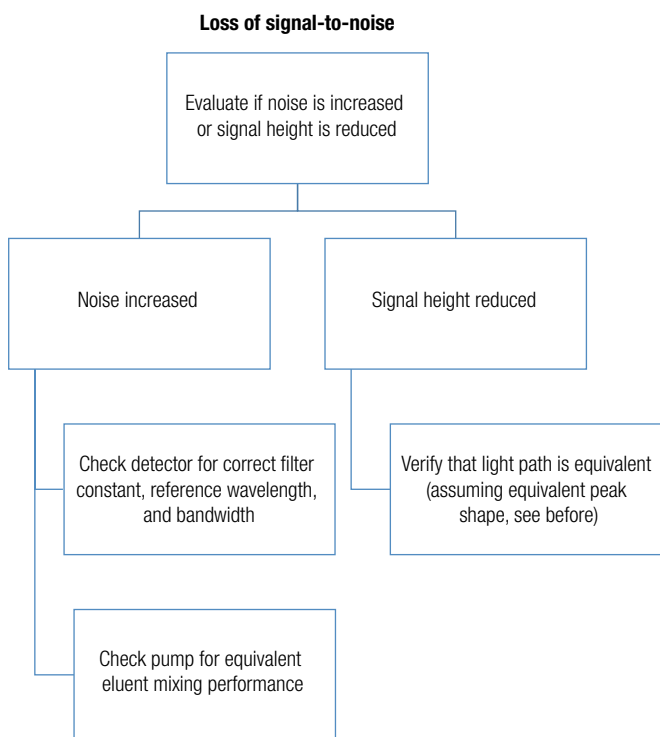 Loss of signal-to-noise
Evaluate if noise is increased
or signal height is reduced
Noise increased
Signal height reduced
Check detector for correct filter
constant, reference wavelength,
and bandwidth
Verify that light path is equivalent
(assuming equivalent peak
shape, see before)
Check pump for equivalent
eluent mixing performance